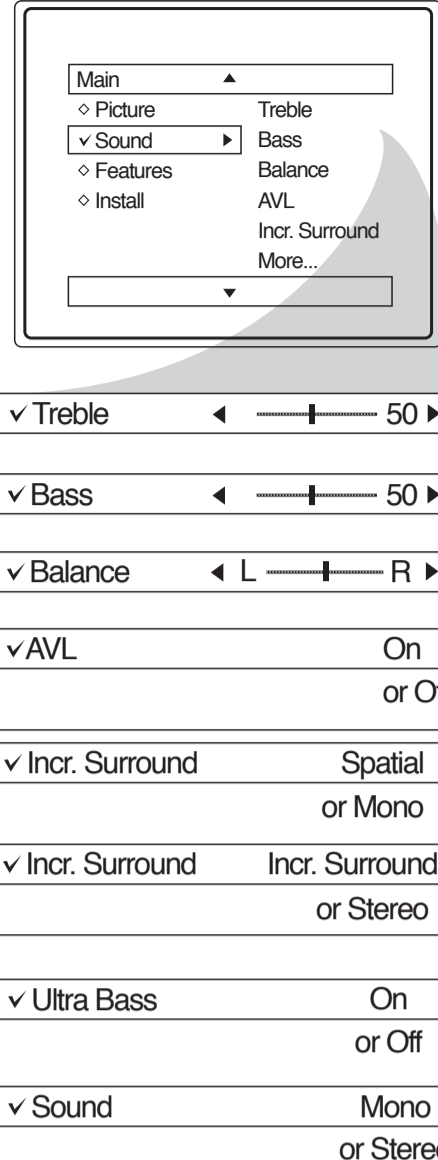 Main ▲
◇ Picture Treble
✓ Sound ▶ Bass
◇ Features Balance
◇ Install AVL
Incr. Surround
More...
▼
✓ Treble ◀ 50 ▶
✓ Bass ◀ 50 ▶
✓ Balance ◀ L R ▶
✓ AVL On
or
✓ Incr. Surround Spatial
or Mono
✓ Incr. Surround Incr. Surround
or Stereo
✓ Ultra Bass On
or Off
✓ Sound Mono
or Stereo